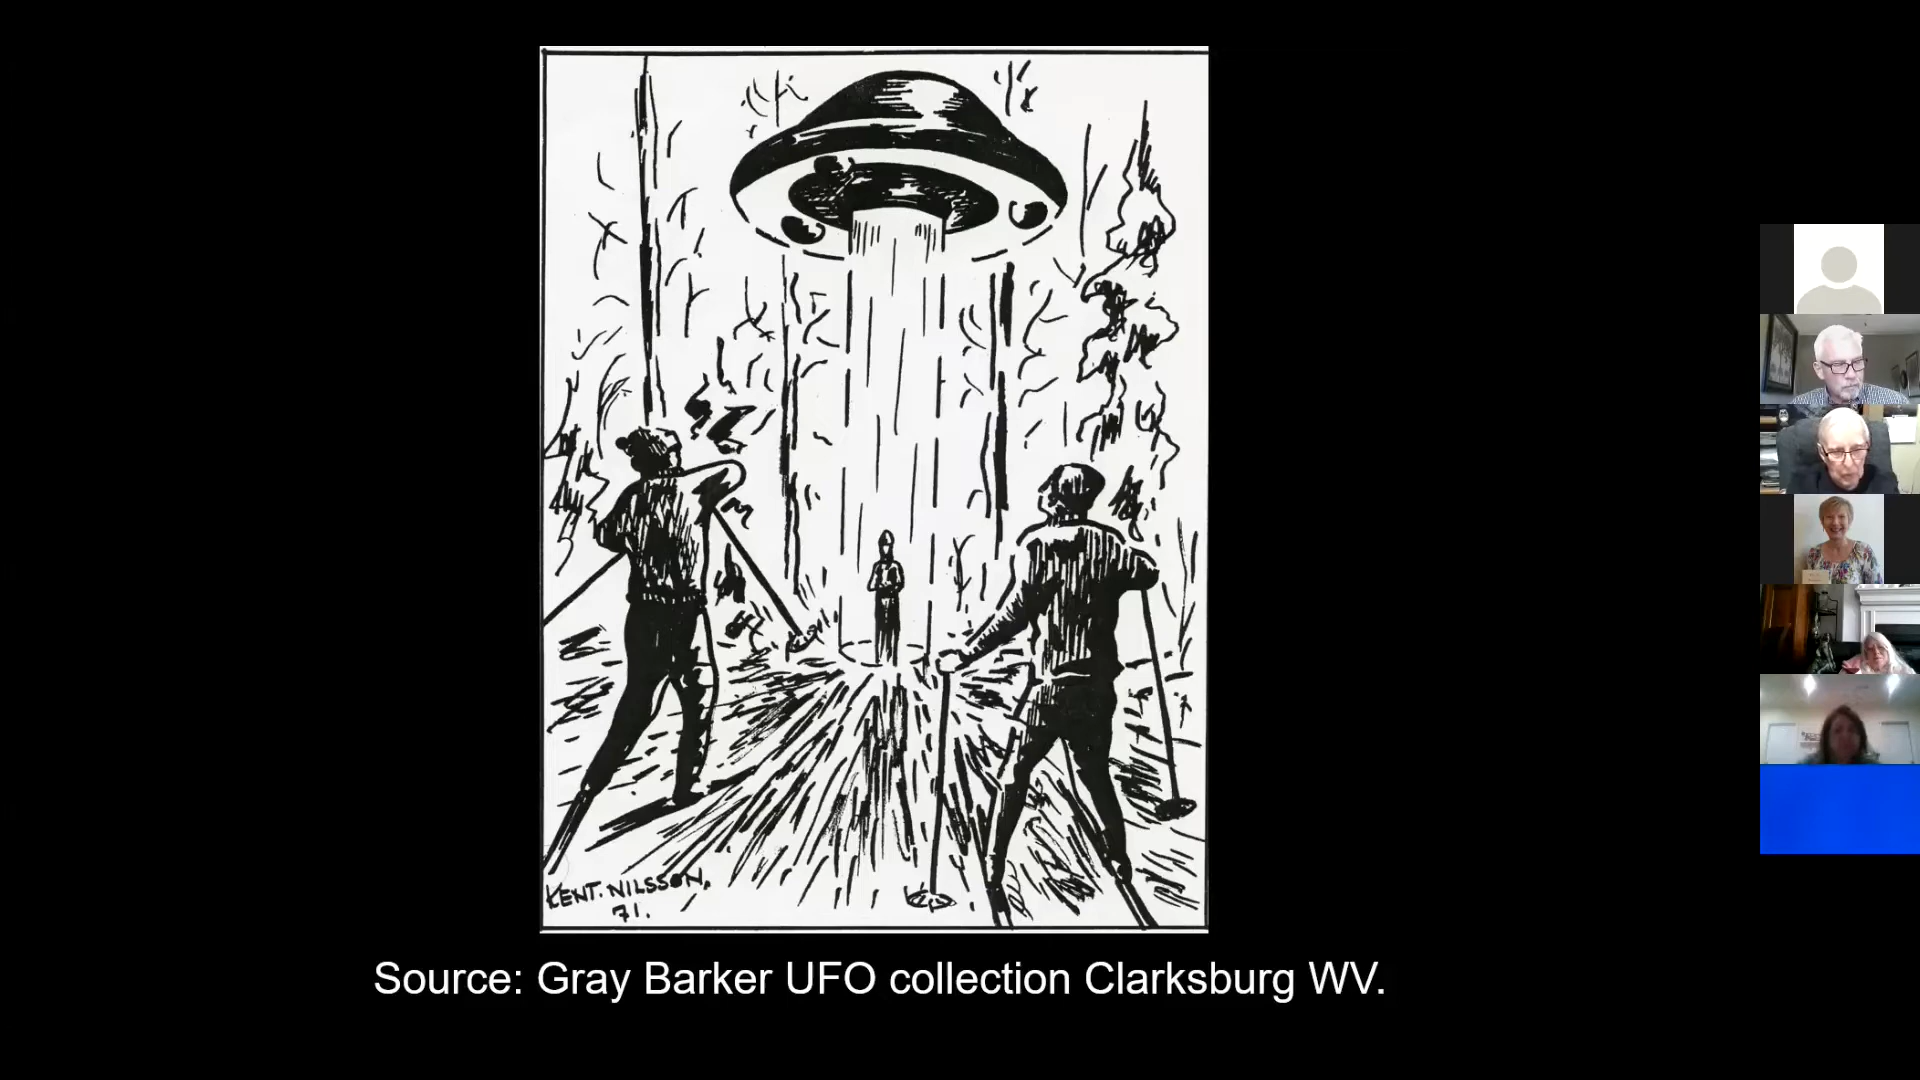 KENT. NILSSON.
71.
Source: Gray Barker UFO collection Clarksburg WV.